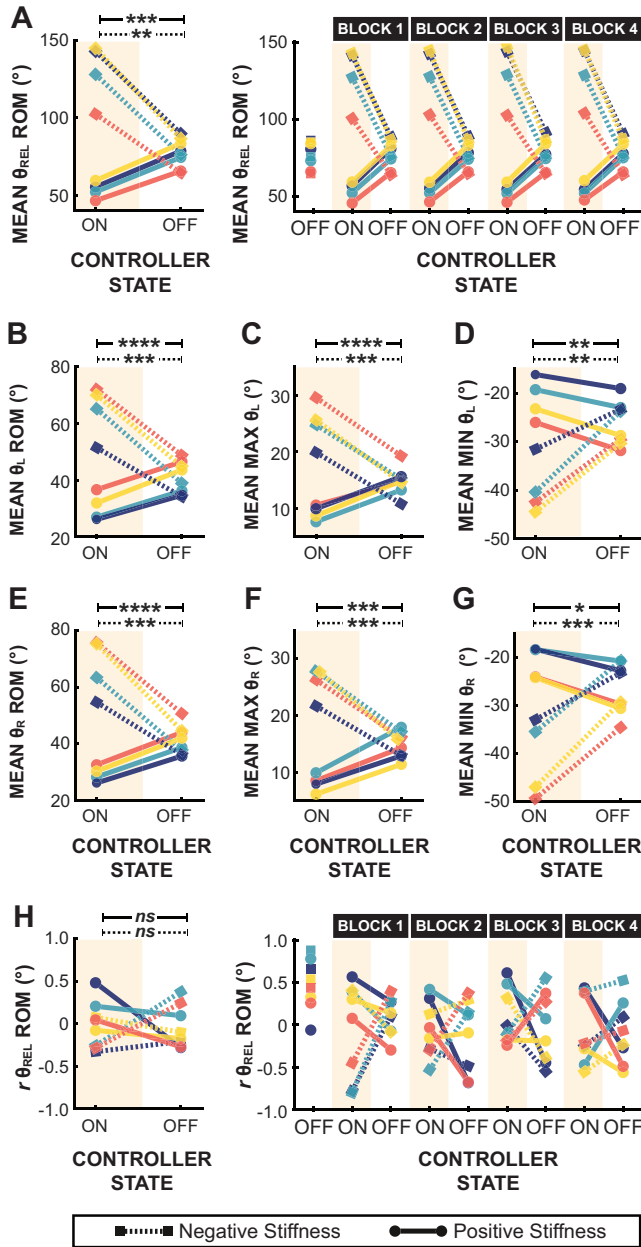 A
***
**
MEAN θREL ROM (°)
150
100
50
ON
OFF
CONTROLLER
STATE
BLOCK 1
BLOCK 2
BLOCK 3
BLOCK 4
MEAN θREL ROM (°)
150
100
50
OFF
ON OFF ON OFF ON OFF ON OFF
CONTROLLER
STATE
B
****
***
MEAN θL ROM (°)
80
60
40
20
ON
OFF
C
****
***
MEAN MAX θL (°)
30
20
10
ON
OFF
D
**
**
MEAN MIN θL (°)
-20
-30
-40
-50
ON
OFF
E
****
***
MEAN θR ROM (°)
80
60
40
20
ON
OFF
CONTROLLER
STATE
F
***
***
MEAN MAX θR (°)
30
20
10
ON
OFF
CONTROLLER
STATE
G
*
***
MEAN MIN θR (°)
-20
-30
-40
-50
ON
OFF
CONTROLLER
STATE
H
ns
ns
r θREL ROM (°)
1.0
0.5
0
-0.5
-1.0
ON
OFF
CONTROLLER
STATE
BLOCK 1
BLOCK 2
BLOCK 3
BLOCK 4
r θREL ROM (°)
1.0
0.5
0
-0.5
-1.0
OFF
ON OFF ON OFF ON OFF ON OFF
CONTROLLER
STATE
Negative Stiffness
Positive Stiffness